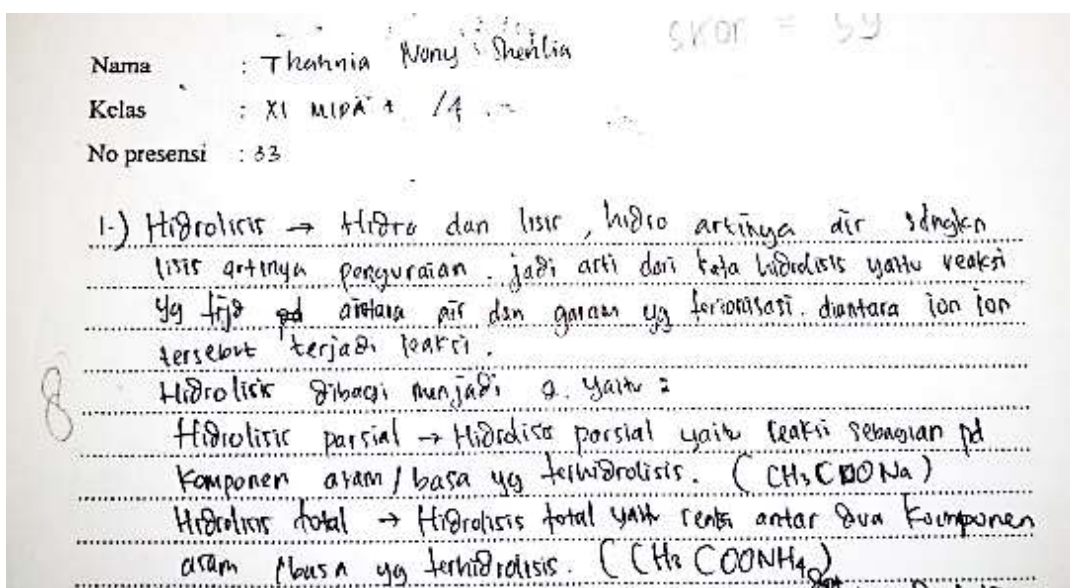 skor = 59
Nama : Thahnia Nony Sherlia
Kelas : XI MIPA 4 /4
No presensi : 33
1.) Hidrolisis → Hidro dan lisis, hidro artinya air sdngkn
lisis artinya penguraian. jadi arti dari kata hidrolisis yaitu reaksi
yg trjd antara air dan garam yg terionisasi. diantara ion ion
tersebut terjadi reaksi.
8
Hidrolisis dibagi menjadi 2. yaitu :
Hidrolisis parsial → Hidrolisis parsial yaitu reaksi sebagian pd
komponen asam / basa yg terhidrolisis. (CH3COONa)
Hidrolisis total → Hidrolisis total yaitu reaksi antar dua komponen
asam /basa yg terhidrolisis. (CH3COONH4)